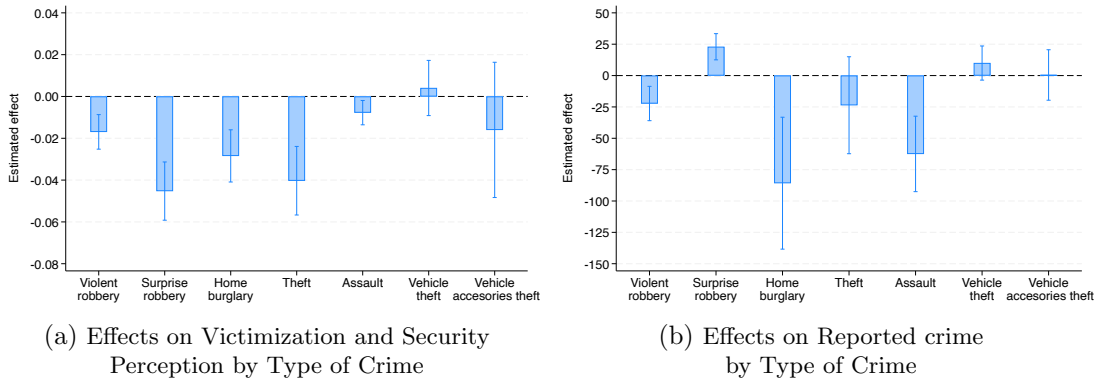 0.04
0.02
0.00
-0.02
-0.04
-0.06
-0.08
Estimated effect
Violent
robbery
Surprise
robbery
Home
burglary
Theft
Assault
Vehicle
theft
Vehicle
accesories theft
(a) Effects on Victimization and Security
Perception by Type of Crime
50
25
0
-25
-50
-75
-100
-125
-150
Estimated effect
Violent
robbery
Surprise
robbery
Home
burglary
Theft
Assault
Vehicle
theft
Vehicle
accesories theft
(b) Effects on Reported crime
by Type of Crime